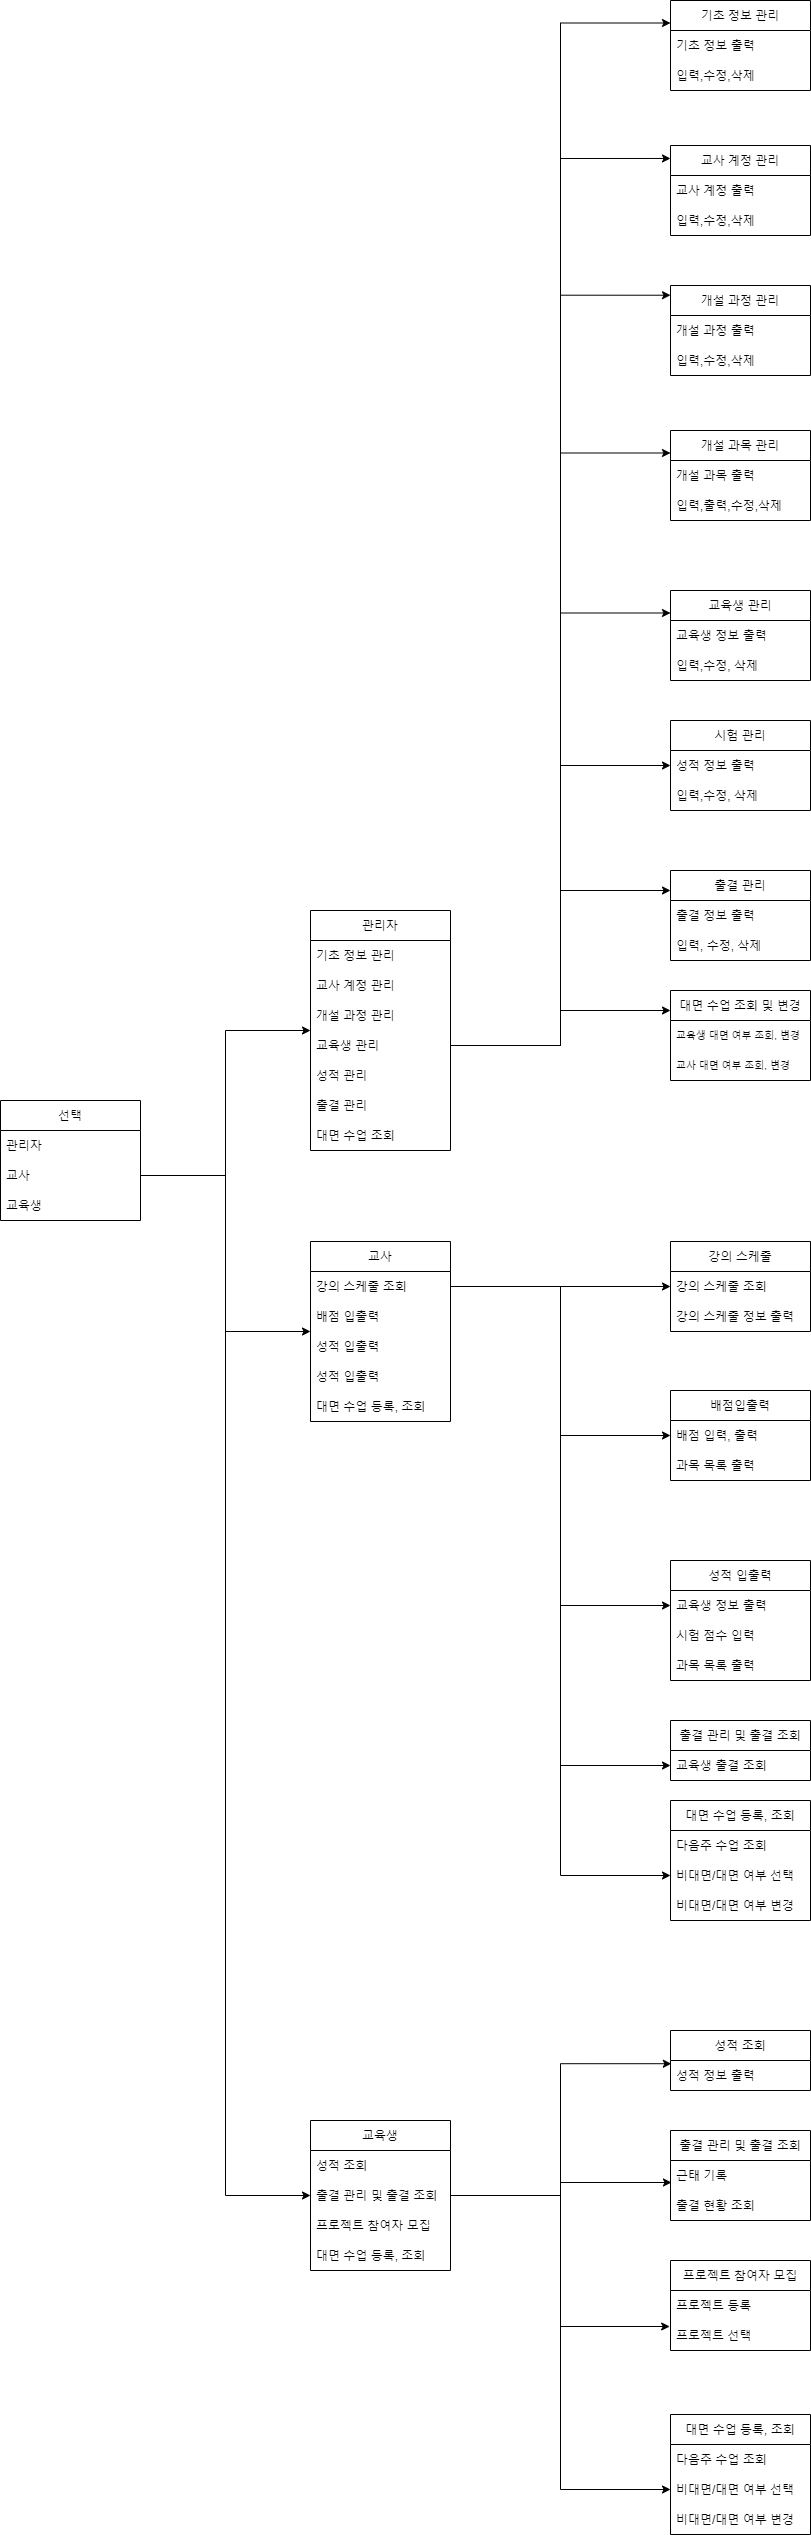 기초 정보 관리
기초 정보 출력
입력,수정,삭제
교사 계정 관리
교사 계정 출력
입력,수정,삭제
개설 과정 관리
개설 과정 출력
입력,수정,삭제
개설 과목 관리
개설 과목 출력
입력,출력,수정,삭제
교육생 관리
교육생 정보 출력
입력,수정, 삭제
시험 관리
성적 정보 출력
입력,수정, 삭제
출결 관리
출결 정보 출력
입력, 수정, 삭제
대면 수업 조회 및 변경
교육생 대면 여부 조회, 변경
교사 대면 여부 조회, 변경
관리자
기초 정보 관리
교사 계정 관리
개설 과정 관리
교육생 관리
성적 관리
출결 관리
대면 수업 조회
선택
관리자
교사
교육생
교사
강의 스케줄 조회
배점 입출력
성적 입출력
성적 입출력
대면 수업 등록, 조회
강의 스케줄
강의 스케줄 조회
강의 스케줄 정보 출력
배점입출력
배점 입력, 출력
과목 목록 출력
성적 입출력
교육생 정보 출력
시험 점수 입력
과목 목록 출력
출결 관리 및 출결 조회
교육생 출결 조회
대면 수업 등록, 조회
다음주 수업 조회
비대면/대면 여부 선택
비대면/대면 여부 변경
교육생
성적 조회
출결 관리 및 출결 조회
프로젝트 참여자 모집
대면 수업 등록, 조회
성적 조회
성적 정보 출력
출결 관리 및 출결 조회
근태 기록
출결 현황 조회
프로젝트 참여자 모집
프로젝트 등록
프로젝트 선택
대면 수업 등록, 조회
다음주 수업 조회
비대면/대면 여부 선택
비대면/대면 여부 변경